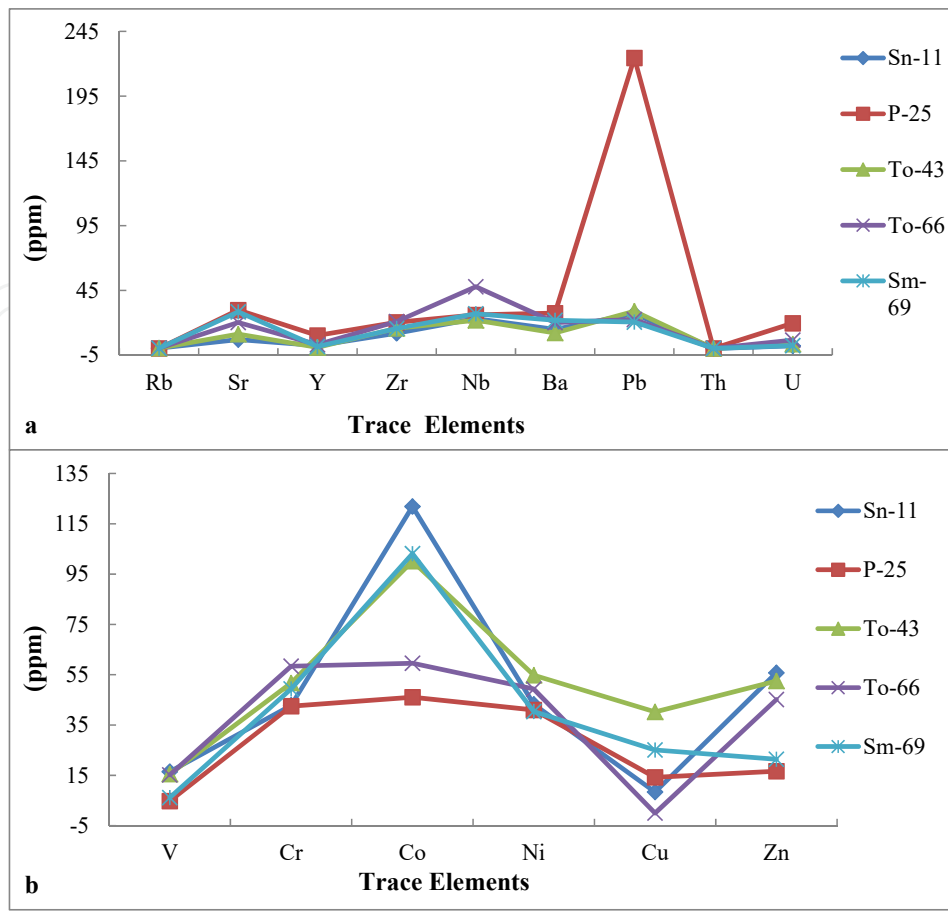 245
195
145
95
45
-5
(ppm)
Rb Sr Y Zr Nb Ba Pb Th U
Trace Elements
a
Sn-11
P-25
To-43
To-66
Sm-
69
135
115
95
75
55
35
15
-5
(ppm)
V Cr Co Ni Cu Zn
Trace Elements
b
Sn-11
P-25
To-43
To-66
Sm-69